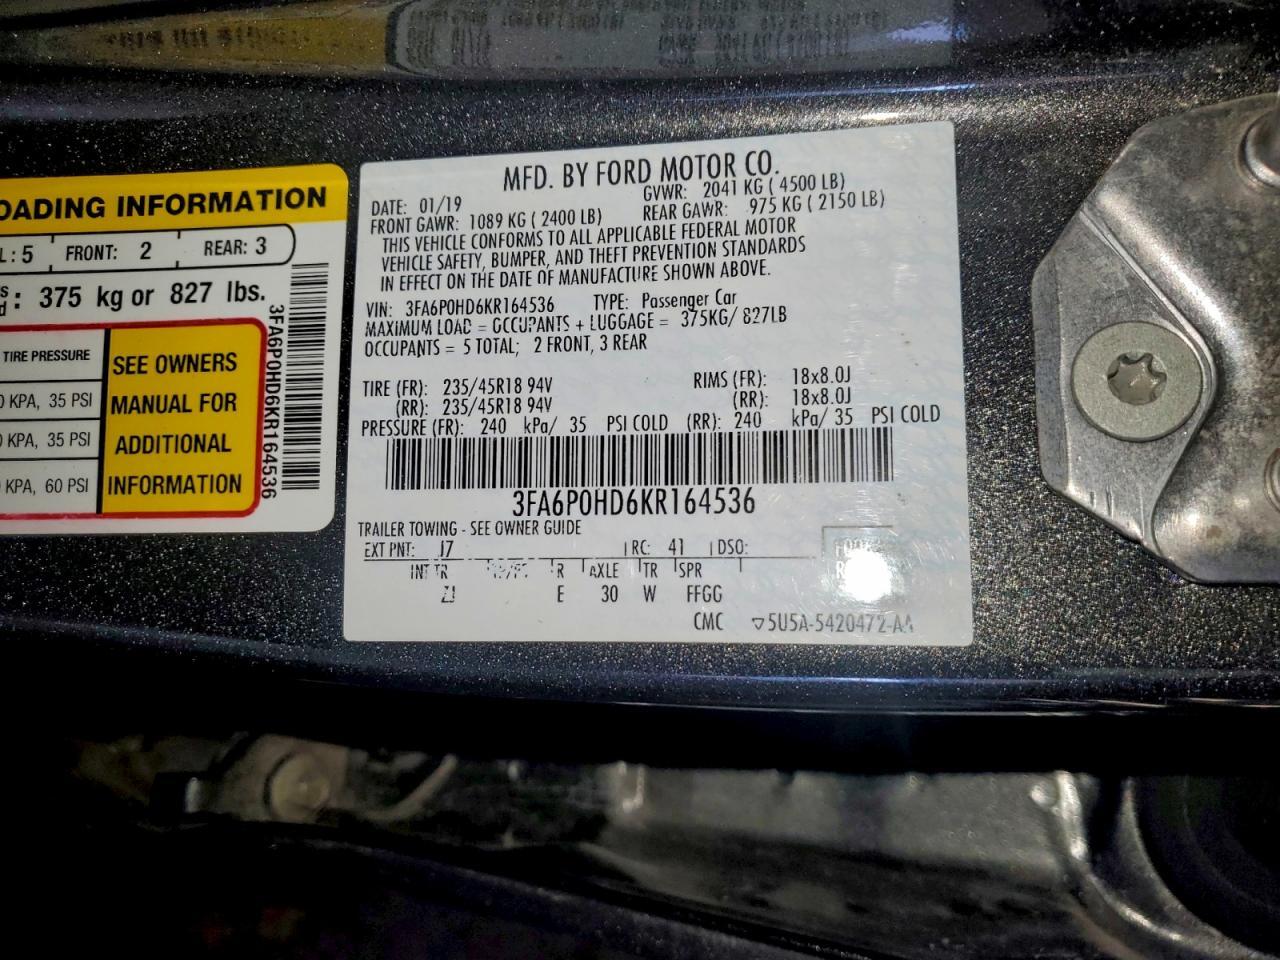 OADING INFORMATION
L: 5 FRONT: 2 REAR: 3
: 375 kg or 827 lbs.
TIRE PRESSURE
KPA, 35 PSI
KPA, 35 PSI
KPA, 60 PSI
SEE OWNERS
MANUAL FOR
ADDITIONAL
INFORMATION
3FA6P0HD6KR164536
MFD. BY FORD MOTOR CO.
DATE: 01/19 GVWR: 2041 KG ( 4500 LB)
FRONT GAWR: 1089 KG ( 2400 LB) REAR GAWR: 975 KG ( 2150 LB)
THIS VEHICLE CONFORMS TO ALL APPLICABLE FEDERAL MOTOR
VEHICLE SAFETY, BUMPER, AND THEFT PREVENTION STANDARDS
IN EFFECT ON THE DATE OF MANUFACTURE SHOWN ABOVE.
VIN: 3FA6P0HD6KR164536 TYPE: Passenger Car
MAXIMUM LOAD = OCCUPANTS + LUGGAGE = 375KG/ 827LB
OCCUPANTS = 5 TOTAL; 2 FRONT, 3 REAR
TIRE (FR): 235/45R18 94V RIMS (FR): 18x8.0J
(RR): 235/45R18 94V (RR): 18x8.0J
PRESSURE (FR): 240 kPa/ 35 PSI COLD (RR): 240 kPa/ 35 PSI COLD
3FA6P0HD6KR164536
TRAILER TOWING - SEE OWNER GUIDE
EXT PNT: J7 RC: 41 DSO:
INT TR R AXLE TR SPR
ZJ E 30 W FFGG
CMC ▽5U5A-5420472-AA